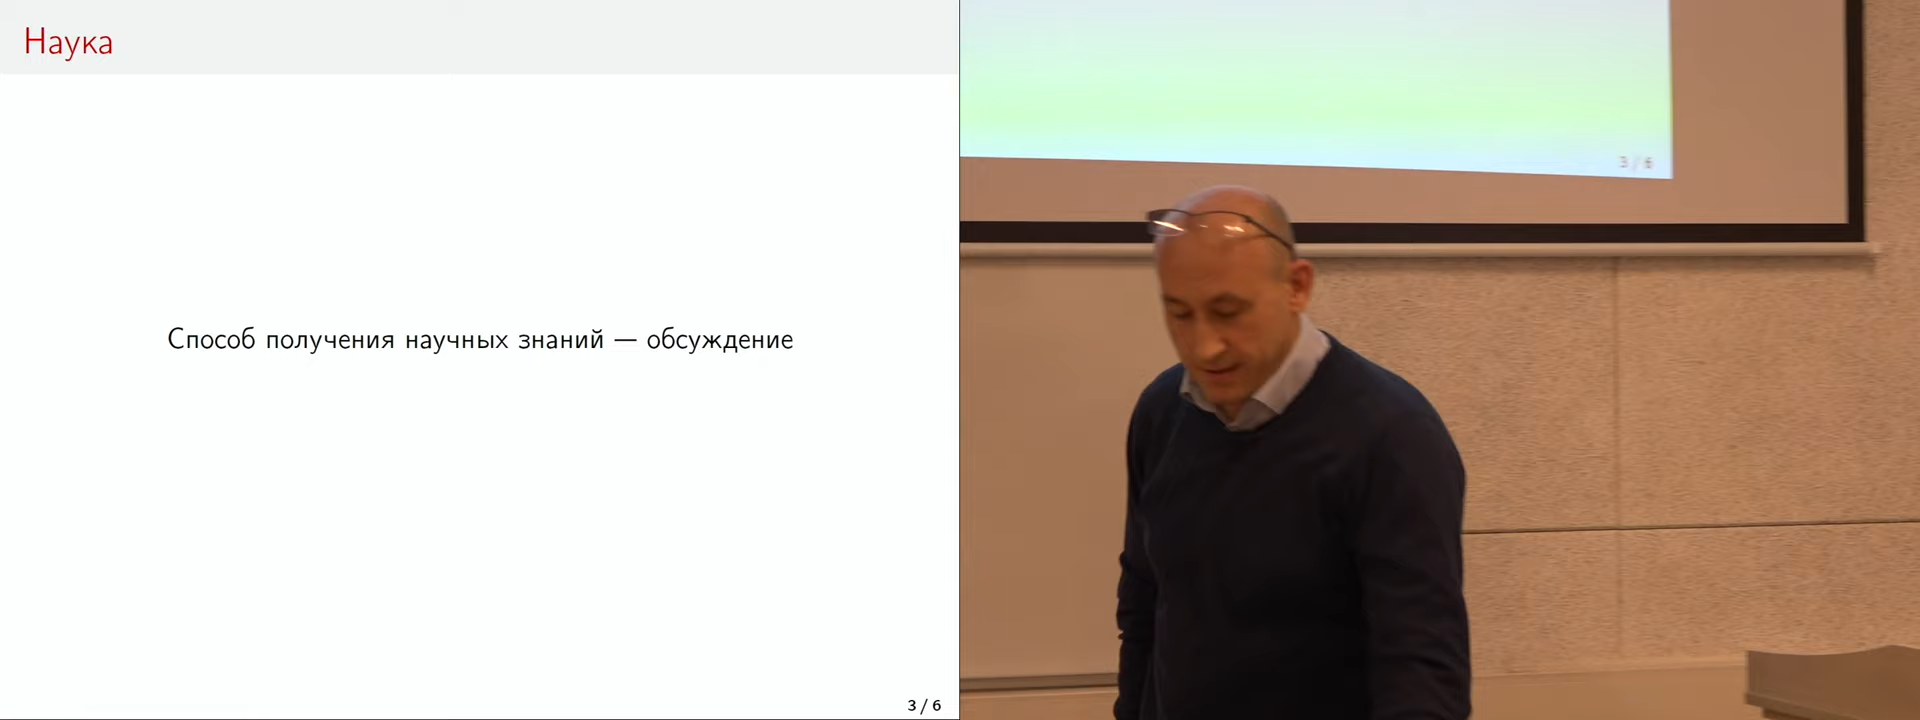 Наука
Способ получения научных знаний — обсуждение
3 / 6
3 / 6